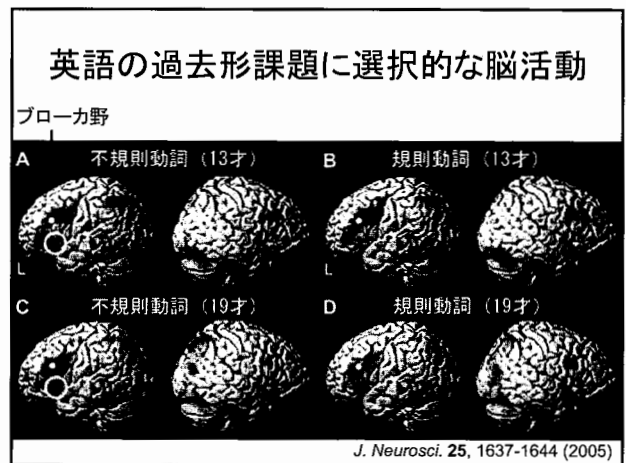 英語の過去形課題に選択的な脳活動
ブローカ野
A 不規則動詞（13才） B 規則動詞（13才）
L L
C 不規則動詞（19才） D 規則動詞（19才）
J. Neurosci. 25, 1637-1644 (2005)